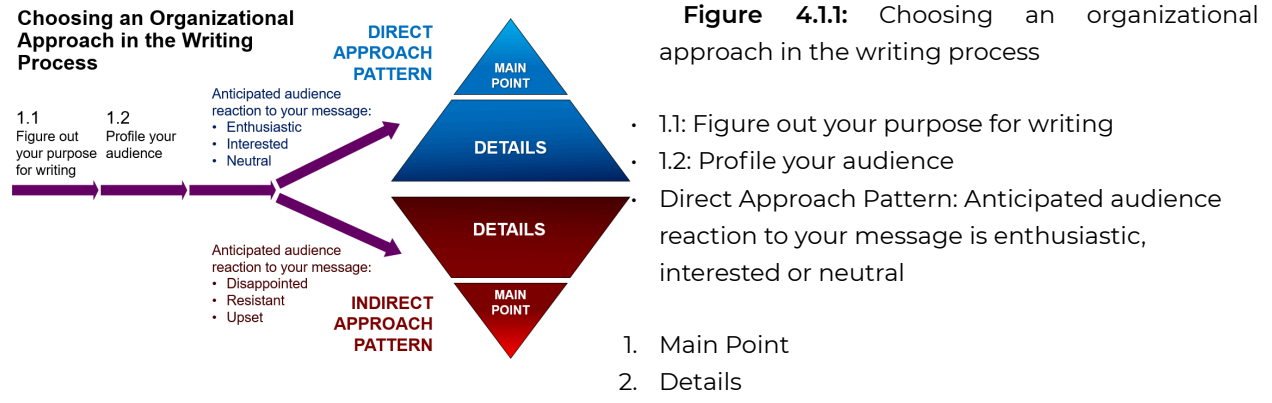 Choosing an Organizational
Approach in the Writing
Process
1.1
Figure out
your purpose
for writing
1.2
Profile your
audience
Anticipated audience
reaction to your message:
• Enthusiastic
• Interested
• Neutral
DIRECT
APPROACH
PATTERN
MAIN
POINT
DETAILS
Anticipated audience
reaction to your message:
• Disappointed
• Resistant
• Upset
INDIRECT
APPROACH
PATTERN
DETAILS
MAIN
POINT
Figure 4.1.1: Choosing an organizational
approach in the writing process
• 1.1: Figure out your purpose for writing
• 1.2: Profile your audience
• Direct Approach Pattern: Anticipated audience
reaction to your message is enthusiastic,
interested or neutral
1. Main Point
2. Details